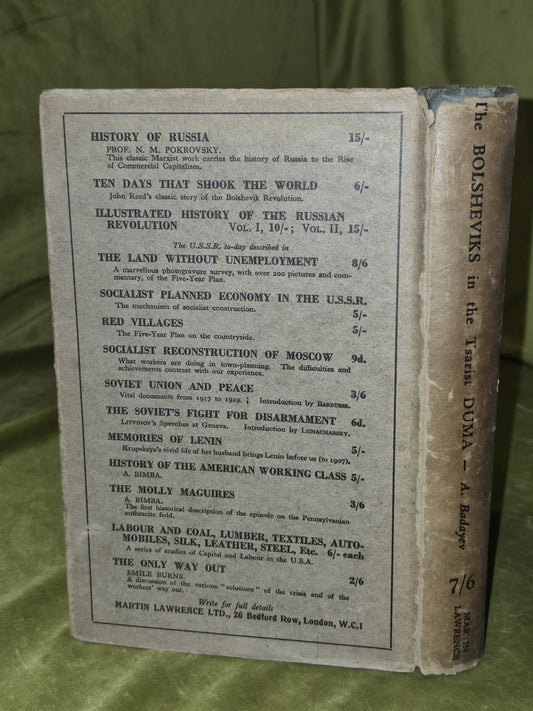 HISTORY OF RUSSIA 15/-
PROF. N. M. POKROVSKY.
This classic Marxist work carries the history of Russia to the Rise
of Commercial Capitalism.
TEN DAYS THAT SHOOK THE WORLD 6/-
John Reed's classic story of the Bolshevik Revolution.
ILLUSTRATED HISTORY OF THE RUSSIAN
REVOLUTION VOL. I, 10/-; VOL. II, 15/-
The U.S.S.R. to-day described in
THE LAND WITHOUT UNEMPLOYMENT 8/6
A marvellous photogravure survey, with over 200 pictures and com-
mentary, of the Five-Year Plan.
SOCIALIST PLANNED ECONOMY IN THE U.S.S.R.
The mechanism of socialist construction. 5/-
RED VILLAGES 5/-
The Five-Year Plan on the countryside.
SOCIALIST RECONSTRUCTION OF MOSCOW 9d.
What workers are doing in town-planning. The difficulties and
achievements contrast with our experience.
SOVIET UNION AND PEACE 3/6
Vital documents from 1917 to 1929. Introduction by BARBUSSE.
THE SOVIET'S FIGHT FOR DISARMAMENT 6d.
LITVINOV'S Speeches at Geneva. Introduction by LUNACHARSKY.
MEMORIES OF LENIN 5/-
Krupskaya's vivid life of her husband brings Lenin before us (to 1907).
HISTORY OF THE AMERICAN WORKING CLASS 5/-
A. BIMBA.
THE MOLLY MAGUIRES 3/6
A. BIMBA.
The first historical description of the episode on the Pennsylvanian
anthracite field.
LABOUR AND COAL, LUMBER, TEXTILES, AUTO-
MOBILES, SILK, LEATHER, STEEL, Etc. 6/- each
A series of studies of Capital and Labour in the U.S.A.
THE ONLY WAY OUT 2/6
EMILE BURNS.
A discussion of the various "solutions" of the crisis and of the
workers' way out.
Write for full details
MARTIN LAWRENCE LTD., 26 Bedford Row, London, W.C.1
The BOLSHEVIKS in the Tsarist DUMA — A. Badayev
7/6
MARTIN
LAWRENCE